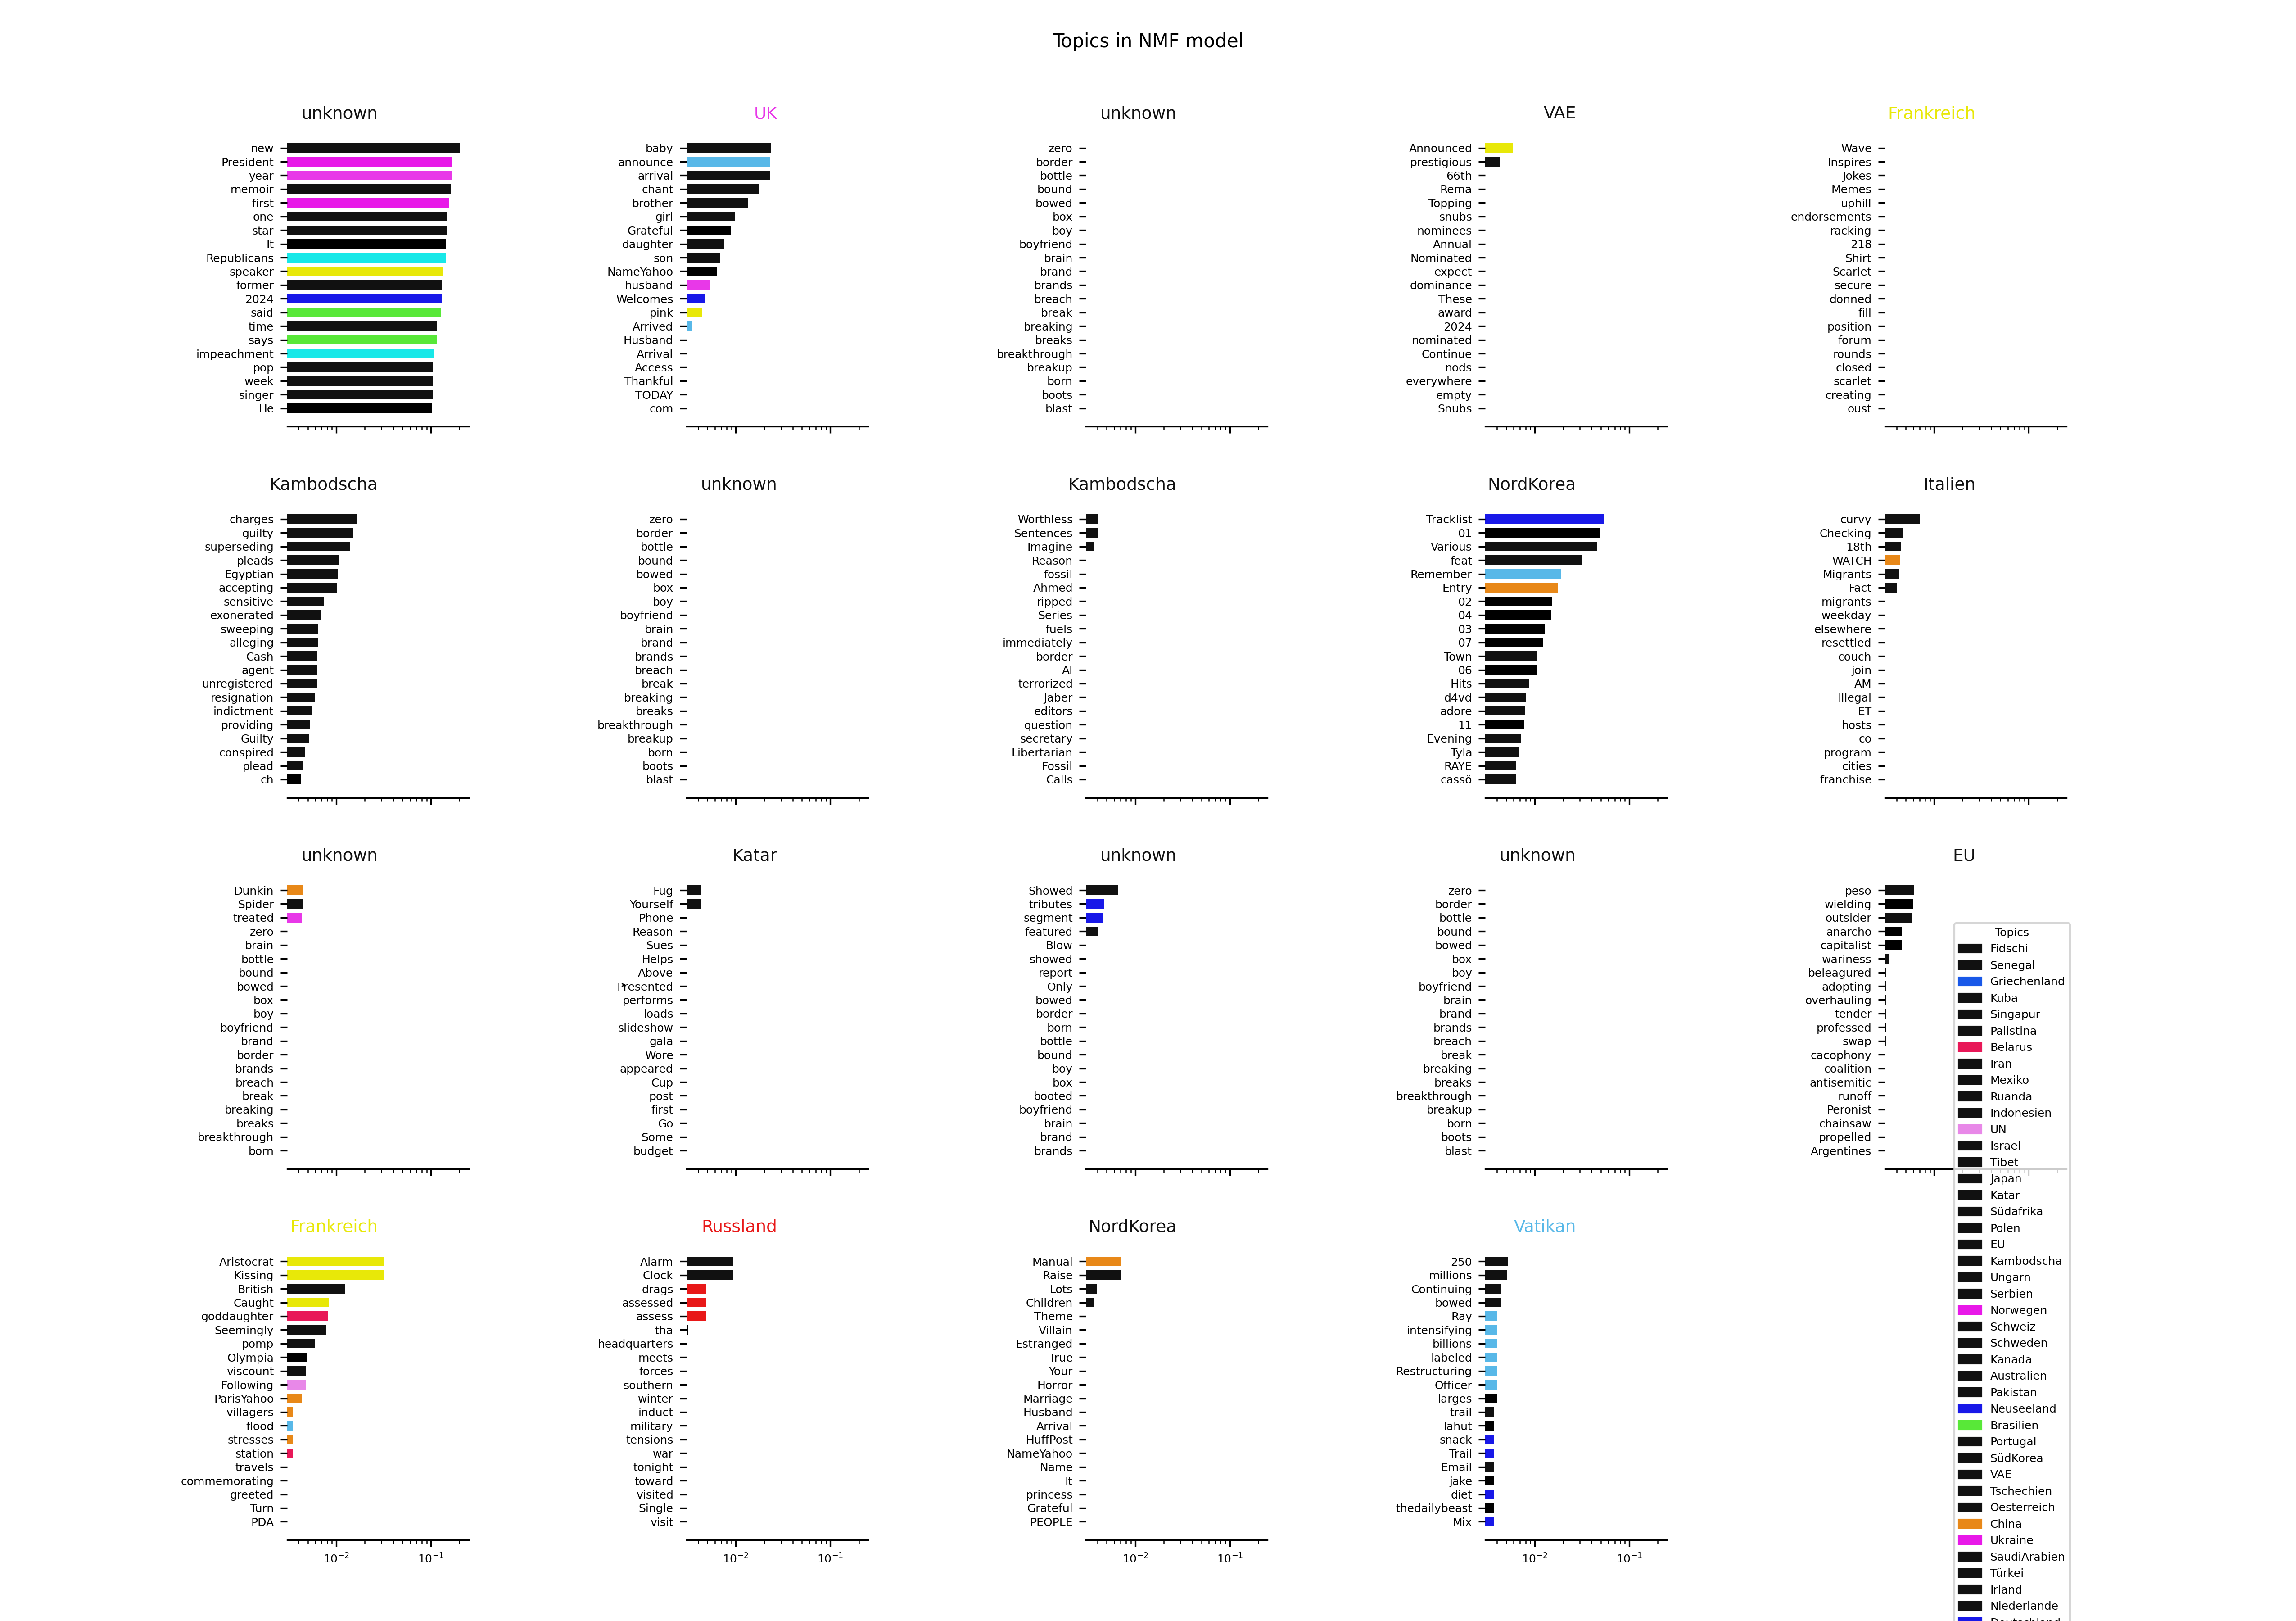 Topics in NMF model
unknown
new
President
year
memoir
first
one
star
It
Republicans
speaker
former
2024
said
time
says
impeachment
pop
week
singer
He
UK
baby
announce
arrival
chant
brother
girl
Grateful
daughter
son
NameYahoo
husband
Welcomes
pink
Arrived
Husband
Arrival
Access
Thankful
TODAY
com
unknown
zero
border
bottle
bound
bowed
box
boy
boyfriend
brain
brand
brands
breach
break
breaking
breaks
breakthrough
breakup
born
boots
blast
VAE
Announced
prestigious
66th
Rema
Topping
snubs
nominees
Annual
Nominated
expect
dominance
These
award
2024
nominated
Continue
nods
everywhere
empty
Snubs
Frankreich
Wave
Inspires
Jokes
Memes
uphill
endorsements
racking
218
Shirt
Scarlet
secure
donned
fill
position
forum
rounds
closed
scarlet
creating
oust
Kambodscha
charges
guilty
superseding
pleads
Egyptian
accepting
sensitive
exonerated
sweeping
alleging
Cash
agent
unregistered
resignation
indictment
providing
Guilty
conspired
plead
ch
unknown
zero
border
bottle
bound
bowed
box
boy
boyfriend
brain
brand
brands
breach
break
breaking
breaks
breakthrough
breakup
born
boots
blast
Kambodscha
Worthless
Sentences
Imagine
Reason
fossil
Ahmed
ripped
Series
fuels
immediately
border
Al
terrorized
Jaber
editors
question
secretary
Libertarian
Fossil
Calls
NordKorea
Tracklist
01
Various
feat
Remember
Entry
02
04
03
07
Town
06
Hits
d4vd
adore
11
Evening
Tyla
RAYE
cassö
Italien
curvy
Checking
18th
WATCH
Migrants
Fact
migrants
weekday
elsewhere
resettled
couch
join
AM
Illegal
ET
hosts
co
program
cities
franchise
unknown
Dunkin
Spider
treated
zero
brain
bottle
bound
bowed
box
boy
boyfriend
brand
border
brands
breach
break
breaking
breaks
breakthrough
born
Katar
Fug
Yourself
Phone
Reason
Sues
Helps
Above
Presented
performs
loads
slideshow
gala
Wore
appeared
Cup
post
first
Go
Some
budget
unknown
Showed
tributes
segment
featured
Blow
showed
report
Only
bowed
border
born
bottle
bound
boy
box
booted
boyfriend
brain
brand
brands
unknown
zero
border
bottle
bound
bowed
box
boy
boyfriend
brain
brand
brands
breach
break
breaking
breaks
breakthrough
breakup
born
boots
blast
EU
peso
wielding
outsider
anarcho
capitalist
wariness
beleagured
adopting
overhauling
tender
professed
swap
cacophony
coalition
antisemitic
runoff
Peronist
chainsaw
propelled
Argentines
Frankreich
Aristocrat
Kissing
British
Caught
goddaughter
Seemingly
pomp
Olympia
viscount
Following
ParisYahoo
villagers
flood
stresses
station
travels
commemorating
greeted
Turn
PDA
10⁻² 10⁻¹
Russland
Alarm
Clock
drags
assessed
assess
tha
headquarters
meets
forces
southern
winter
induct
military
tensions
war
tonight
toward
visited
Single
visit
10⁻² 10⁻¹
NordKorea
Manual
Raise
Lots
Children
Theme
Villain
Estranged
True
Your
Horror
Marriage
Husband
Arrival
HuffPost
NameYahoo
Name
It
princess
Grateful
PEOPLE
10⁻² 10⁻¹
Vatikan
250
millions
Continuing
bowed
Ray
intensifying
billions
labeled
Restructuring
Officer
larges
trail
lahut
snack
Trail
Email
jake
diet
thedailybeast
Mix
10⁻² 10⁻¹
Topics
Fidschi
Senegal
Griechenland
Kuba
Singapur
Palistina
Belarus
Iran
Mexiko
Ruanda
Indonesien
UN
Israel
Tibet
Japan
Katar
Südafrika
Polen
EU
Kambodscha
Ungarn
Serbien
Norwegen
Schweiz
Schweden
Kanada
Australien
Pakistan
Neuseeland
Brasilien
Portugal
SüdKorea
VAE
Tschechien
Oesterreich
China
Ukraine
SaudiArabien
Türkei
Irland
Niederlande